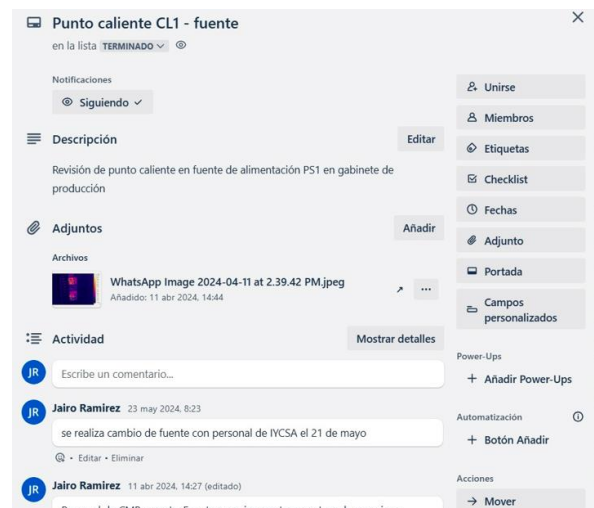 Punto caliente CL1 - fuente
en la lista TERMINADO
Notificaciones
Siguiendo
Unirse
Miembros
Descripción
Editar
Etiquetas
Revisión de punto caliente en fuente de alimentación PS1 en gabinete de
producción
Checklist
Fechas
Adjuntos
Añadir
Adjunto
Archivos
Portada
WhatsApp Image 2024-04-11 at 2.39.42 PM.jpeg
Añadido: 11 abr 2024, 14:44
Campos
personalizados
Actividad
Mostrar detalles
Power-Ups
JR
Escribe un comentario...
+ Añadir Power-Ups
JR
Jairo Ramirez 23 may 2024, 8:23
Automatización
se realiza cambio de fuente con personal de IYCSA el 21 de mayo
+ Botón Añadir
• Editar • Eliminar
Acciones
JR
Jairo Ramirez 11 abr 2024, 14:27 (editado)
→ Mover